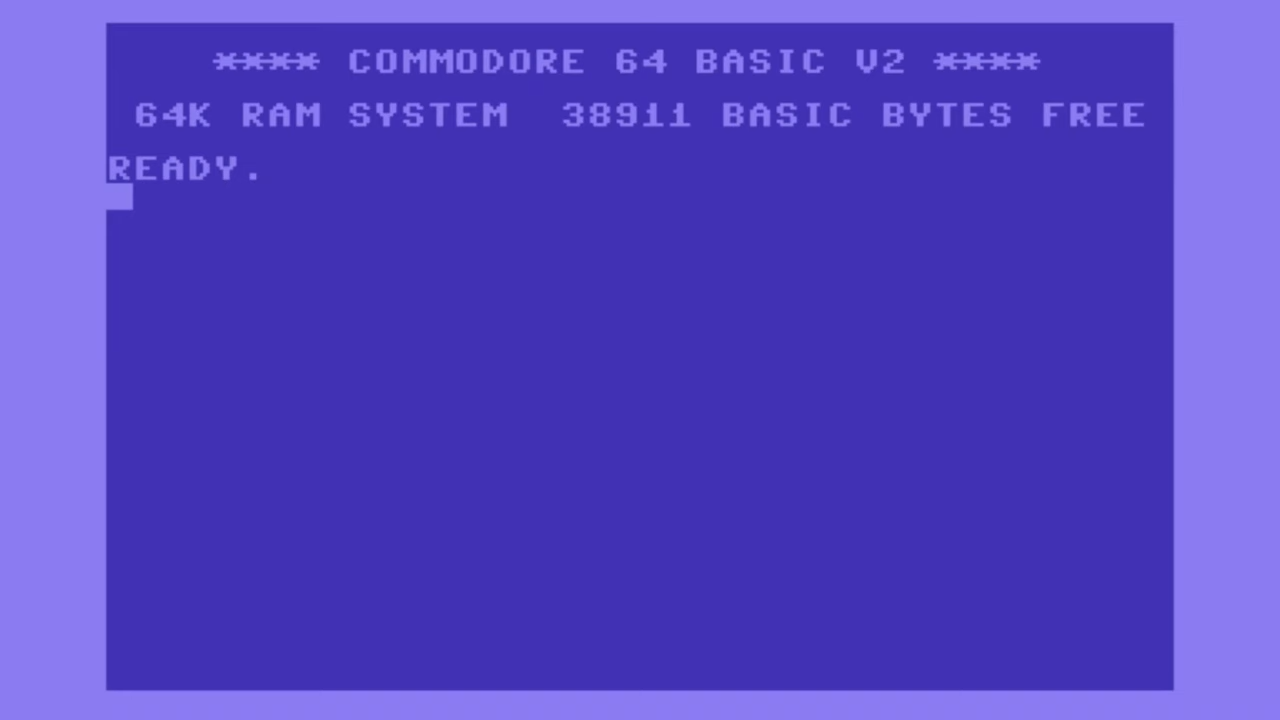 **** COMMODORE 64 BASIC V2 ****
64K RAM SYSTEM  38911 BASIC BYTES FREE
READY.